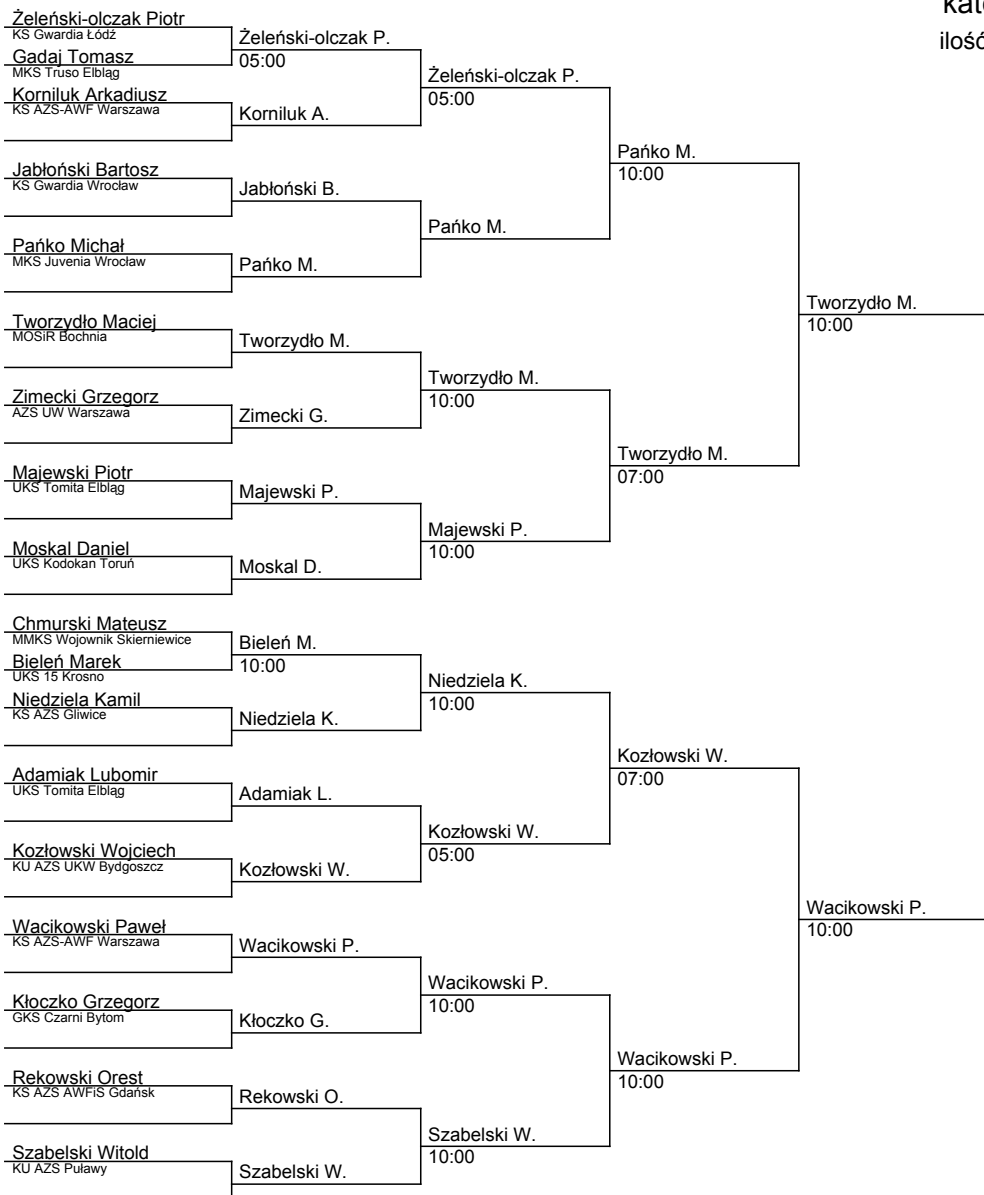 kate
ilość
Żeleński-olczak Piotr
KS Gwardia Łódź
Gadaj Tomasz
MKS Truso Elbląg
Korniluk Arkadiusz
KS AZS-AWF Warszawa
Jabłoński Bartosz
KS Gwardia Wrocław
Pańko Michał
MKS Juvenia Wrocław
Tworzydło Maciej
MOSiR Bochnia
Zimecki Grzegorz
AZS UW Warszawa
Majewski Piotr
UKS Tomita Elbląg
Moskal Daniel
UKS Kodokan Toruń
Chmurski Mateusz
MMKS Wojownik Skierniewice
Bieleń Marek
UKS 15 Krosno
Niedziela Kamil
KS AZS Gliwice
Adamiak Lubomir
UKS Tomita Elbląg
Kozłowski Wojciech
KU AZS UKW Bydgoszcz
Wacikowski Paweł
KS AZS-AWF Warszawa
Kłoczko Grzegorz
GKS Czarni Bytom
Rekowski Orest
KS AZS AWFiS Gdańsk
Szabelski Witold
KU AZS Puławy
Żeleński-olczak P.
05:00
Korniluk A.
Jabłoński B.
Pańko M.
Tworzydło M.
Zimecki G.
Majewski P.
Moskal D.
Bieleń M.
10:00
Niedziela K.
Adamiak L.
Kozłowski W.
Wacikowski P.
Kłoczko G.
Rekowski O.
Szabelski W.
Żeleński-olczak P.
05:00
Pańko M.
Tworzydło M.
10:00
Majewski P.
10:00
Niedziela K.
10:00
Kozłowski W.
05:00
Wacikowski P.
10:00
Szabelski W.
10:00
Pańko M.
10:00
Tworzydło M.
07:00
Kozłowski W.
07:00
Wacikowski P.
10:00
Tworzydło M.
10:00
Wacikowski P.
10:00